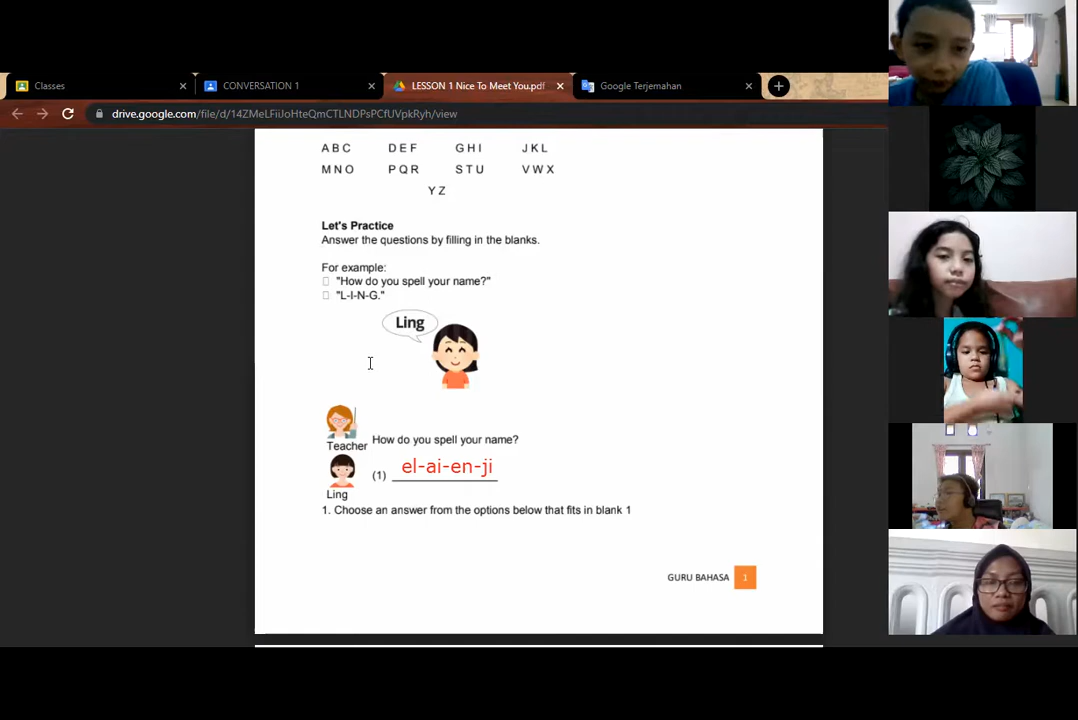 Classes
CONVERSATION 1
LESSON 1 Nice To Meet You.pdf
Google Terjemahan
drive.google.com/file/d/14ZMeLFiiJoHteQmCTLNDPsPCfUVpkRyh/view
A B C D E F G H I J K L
M N O P Q R S T U V W X
Y Z
Let's Practice
Answer the questions by filling in the blanks.
For example:
"How do you spell your name?"
"L-I-N-G."
Ling
Teacher How do you spell your name?
(1) el-ai-en-ji
Ling
1. Choose an answer from the options below that fits in blank 1
GURU BAHASA 1